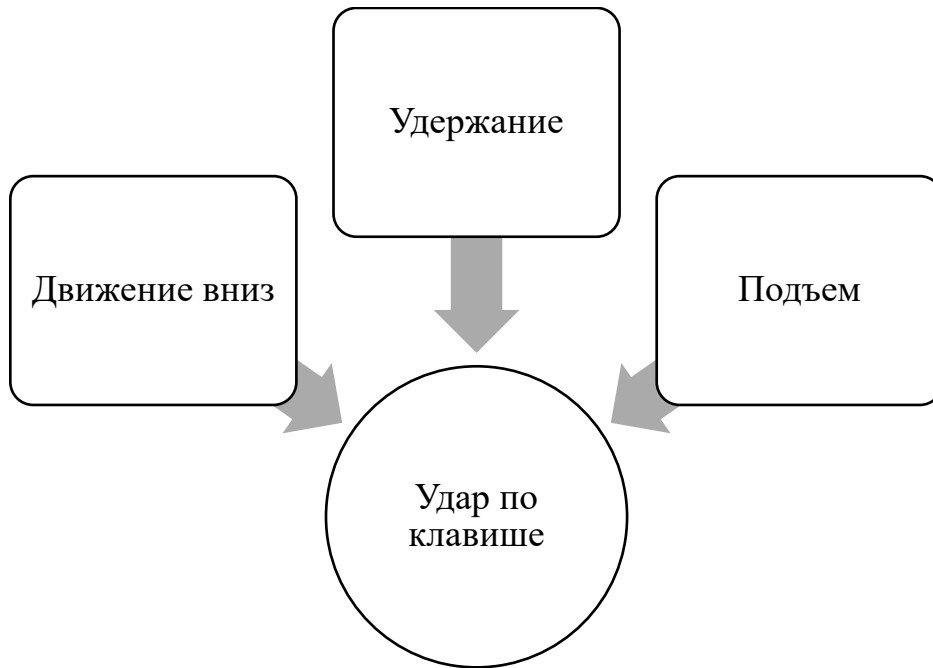 Удержание
Движение вниз
Подъем
Удар по
клавише